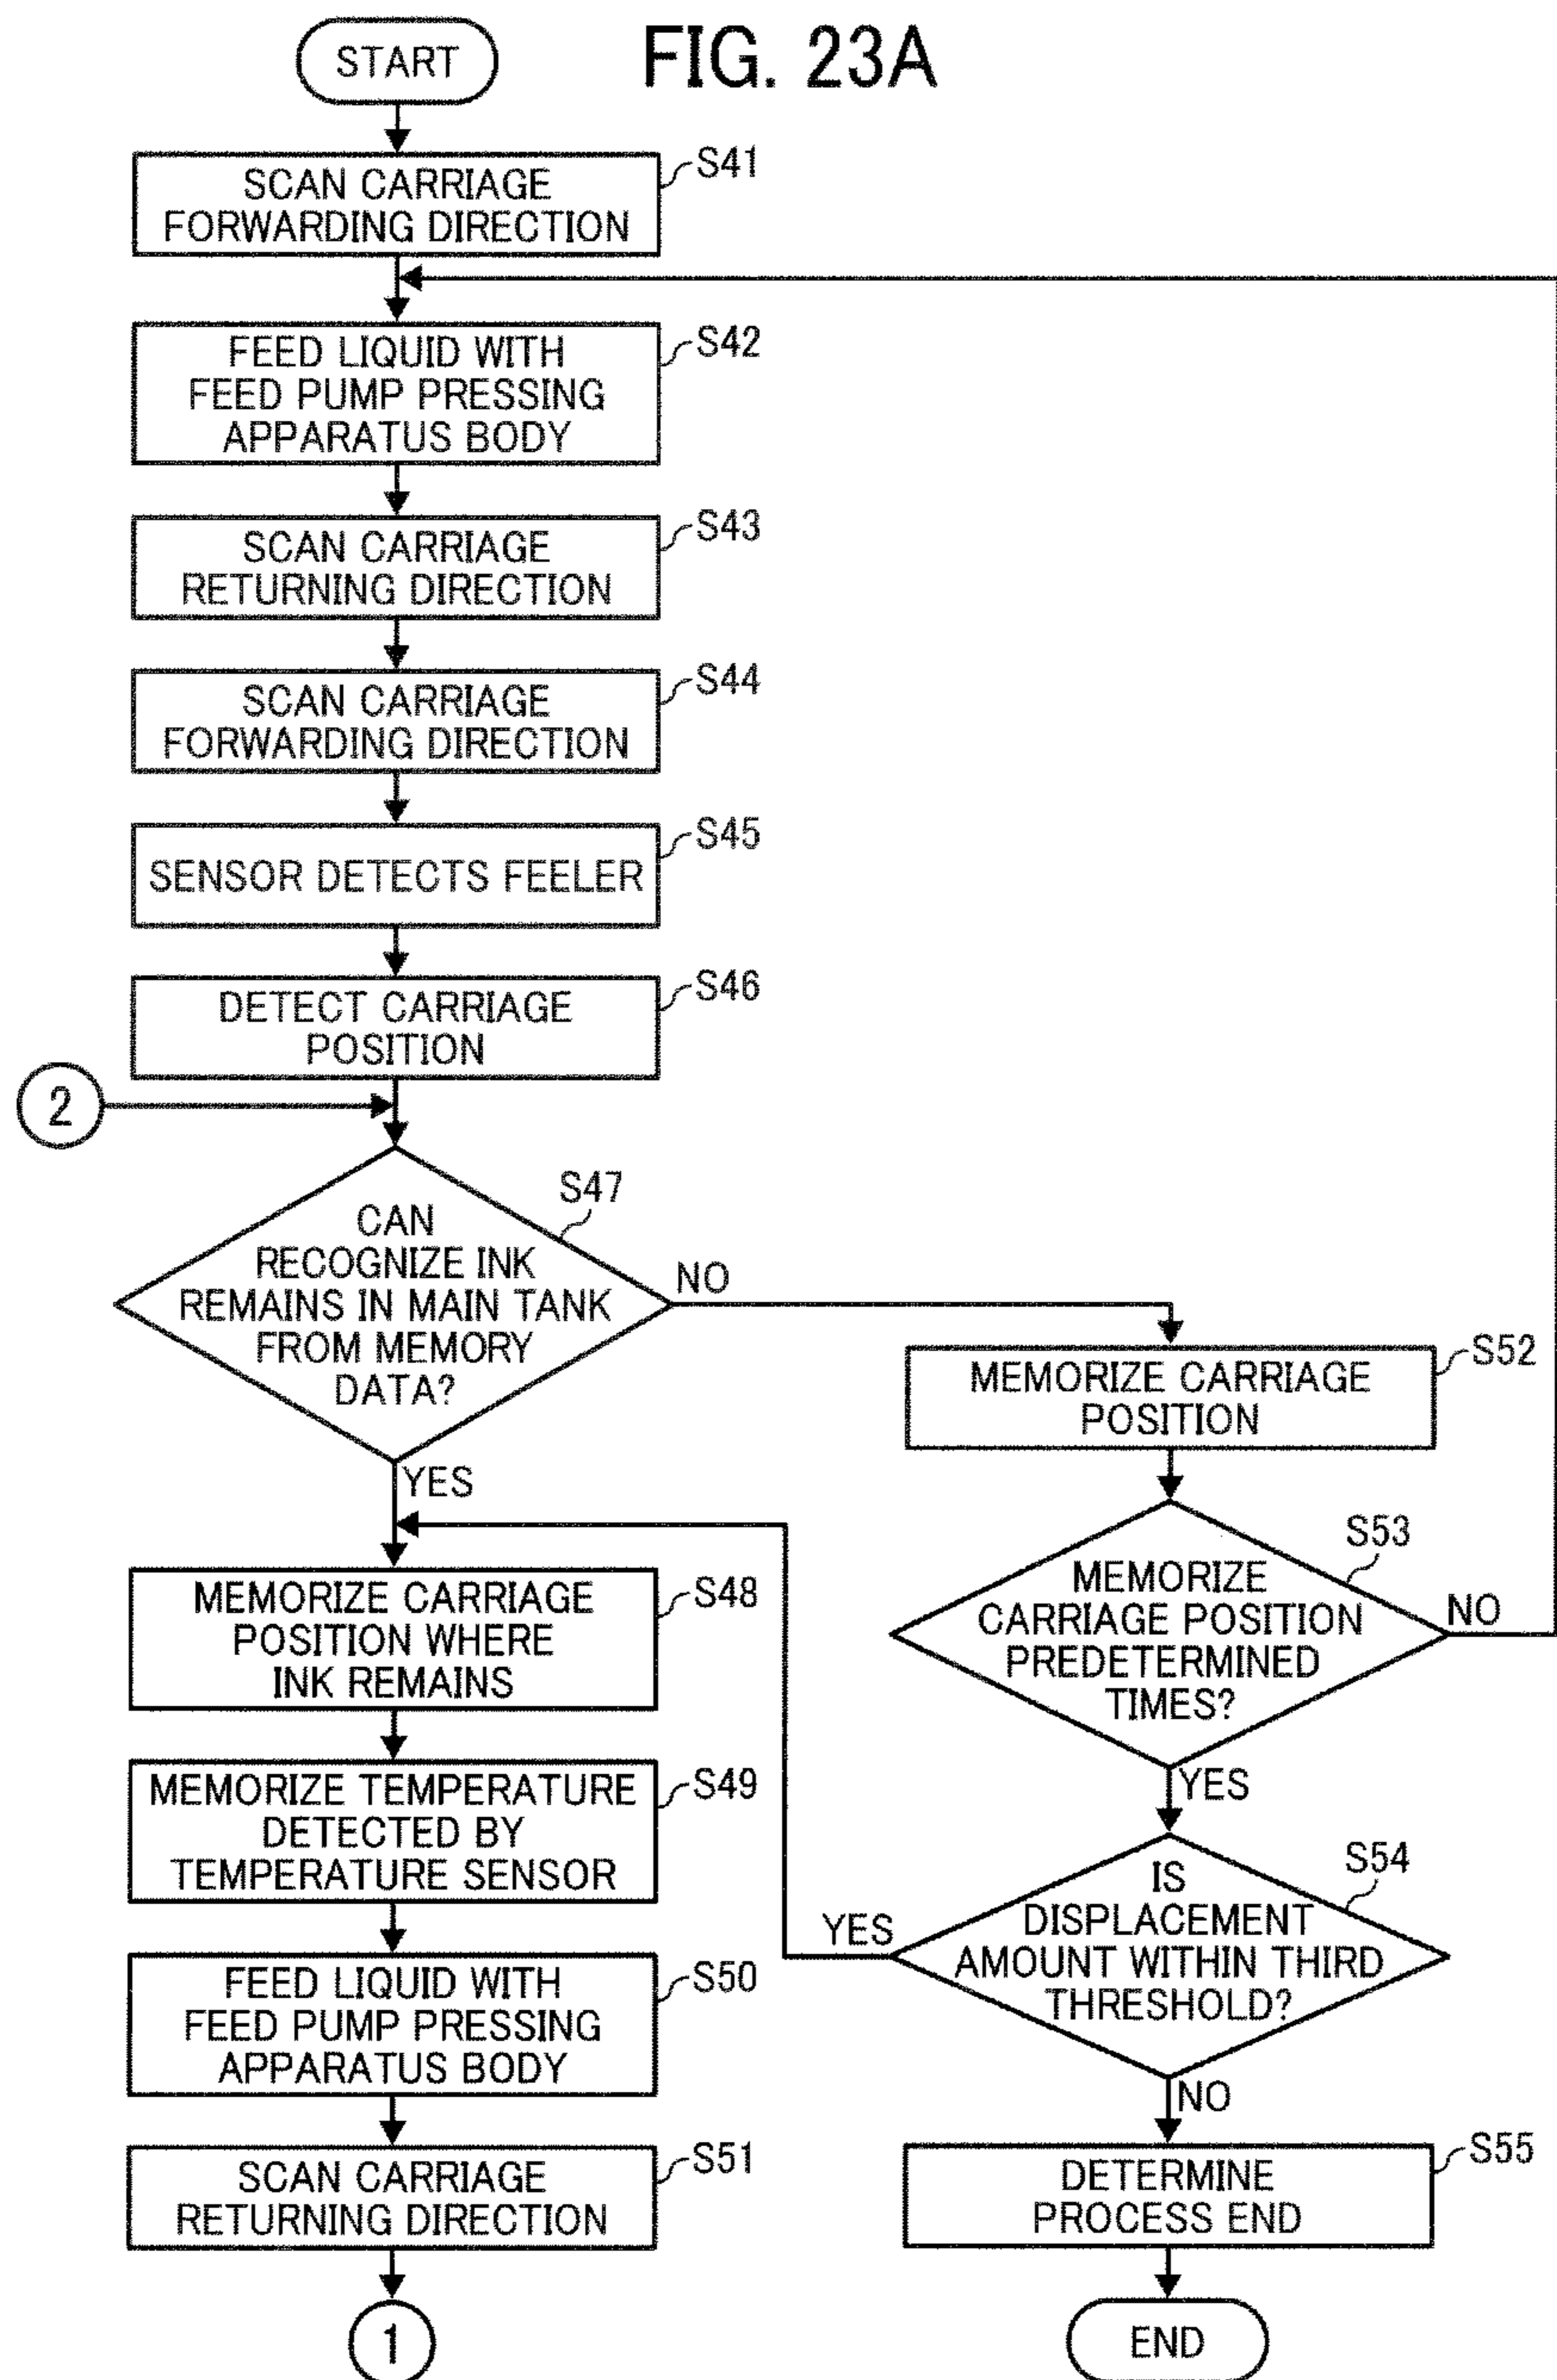 FIG. 23A
START
S41
SCAN CARRIAGE
FORWARDING DIRECTION
S42
FEED LIQUID WITH
FEED PUMP PRESSING
APPARATUS BODY
S43
SCAN CARRIAGE
RETURNING DIRECTION
S44
SCAN CARRIAGE
FORWARDING DIRECTION
S45
SENSOR DETECTS FEELER
S46
DETECT CARRIAGE
POSITION
2
S47
CAN
RECOGNIZE INK
REMAINS IN MAIN TANK
FROM MEMORY
DATA?
NO
YES
S48
MEMORIZE CARRIAGE
POSITION WHERE
INK REMAINS
S49
MEMORIZE TEMPERATURE
DETECTED BY
TEMPERATURE SENSOR
S50
FEED LIQUID WITH
FEED PUMP PRESSING
APPARATUS BODY
S51
SCAN CARRIAGE
RETURNING DIRECTION
1
S52
MEMORIZE CARRIAGE
POSITION
S53
MEMORIZE
CARRIAGE POSITION
PREDETERMINED
TIMES?
NO
YES
S54
IS
DISPLACEMENT
AMOUNT WITHIN THIRD
THRESHOLD?
YES
NO
S55
DETERMINE
PROCESS END
END